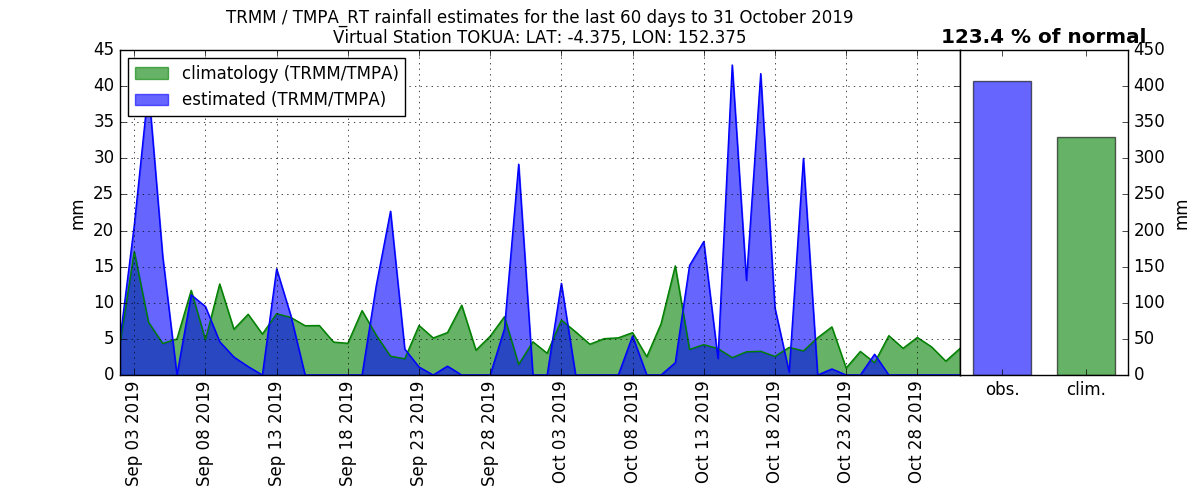 TRMM / TMPA_RT rainfall estimates for the last 60 days to 31 October 2019
Virtual Station TOKUA: LAT: -4.375, LON: 152.375
123.4 % of normal
climatology (TRMM/TMPA)
estimated (TRMM/TMPA)
mm
45
40
35
30
25
20
15
10
5
0
Sep 03 2019
Sep 08 2019
Sep 13 2019
Sep 18 2019
Sep 23 2019
Sep 28 2019
Oct 03 2019
Oct 08 2019
Oct 13 2019
Oct 18 2019
Oct 23 2019
Oct 28 2019
obs.
clim.
450
400
350
300
250
200
150
100
50
0
mm